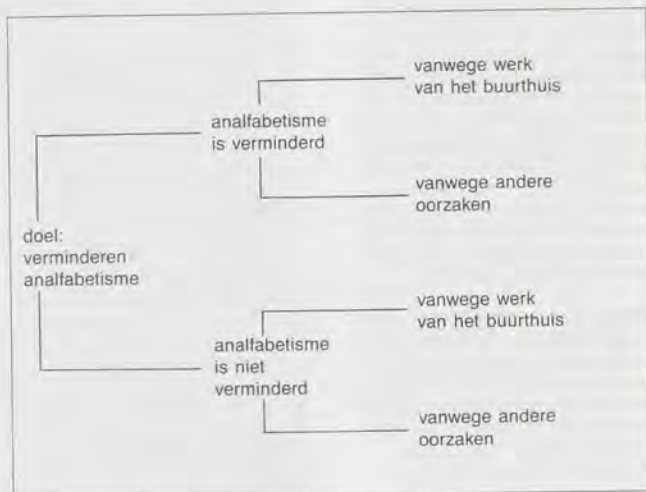 vanwege werk
van het buurthuis
analfabetisme
is verminderd
vanwege andere
oorzaken
doel:
verminderen
analfabetisme
vanwege werk
van het buurthuis
analfabetisme
is niet
verminderd
vanwege andere
oorzaken